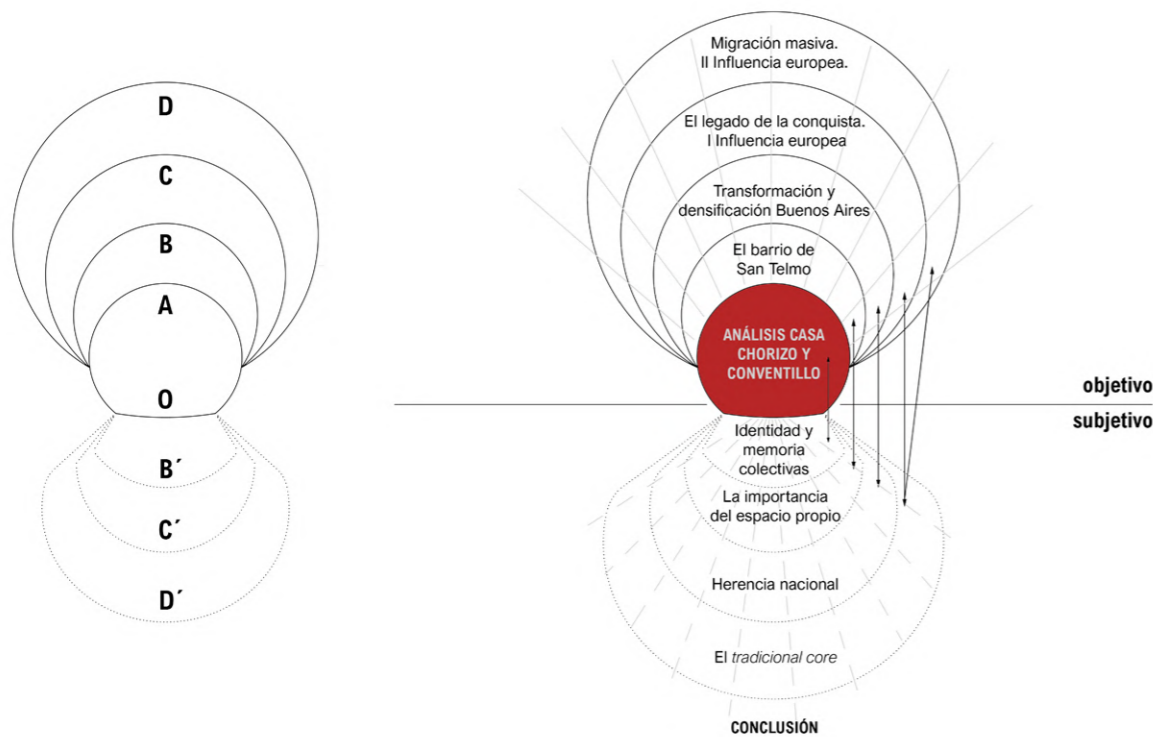 D
C
B
A
O
B´
C´
D´
Migración masiva.
II Influencia europea.
El legado de la conquista.
I Influencia europea
Transformación y
densificación Buenos Aires
El barrio de
San Telmo
ANÁLISIS CASA
CHORIZO Y
CONVENTILLO
objetivo
subjetivo
Identidad y
memoria
colectivas
La importancia
del espacio propio
Herencia nacional
El tradicional core
CONCLUSIÓN